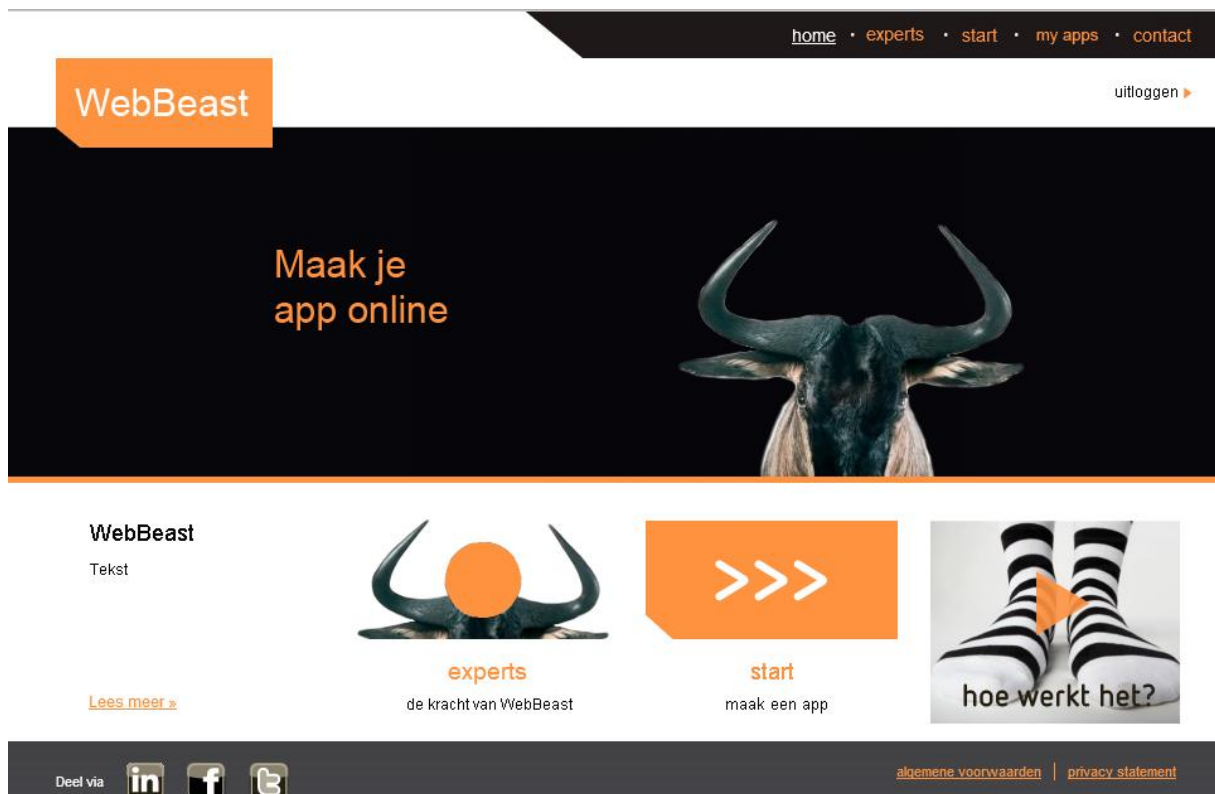 home · experts · start · my apps · contact
WebBeast
uitloggen
Maak je
app online
WebBeast
Tekst
Lees meer »
>>>
experts
de kracht van WebBeast
start
maak een app
hoe werkt het?
Deel via
in f t
algemene voorwaarden | privacy statement